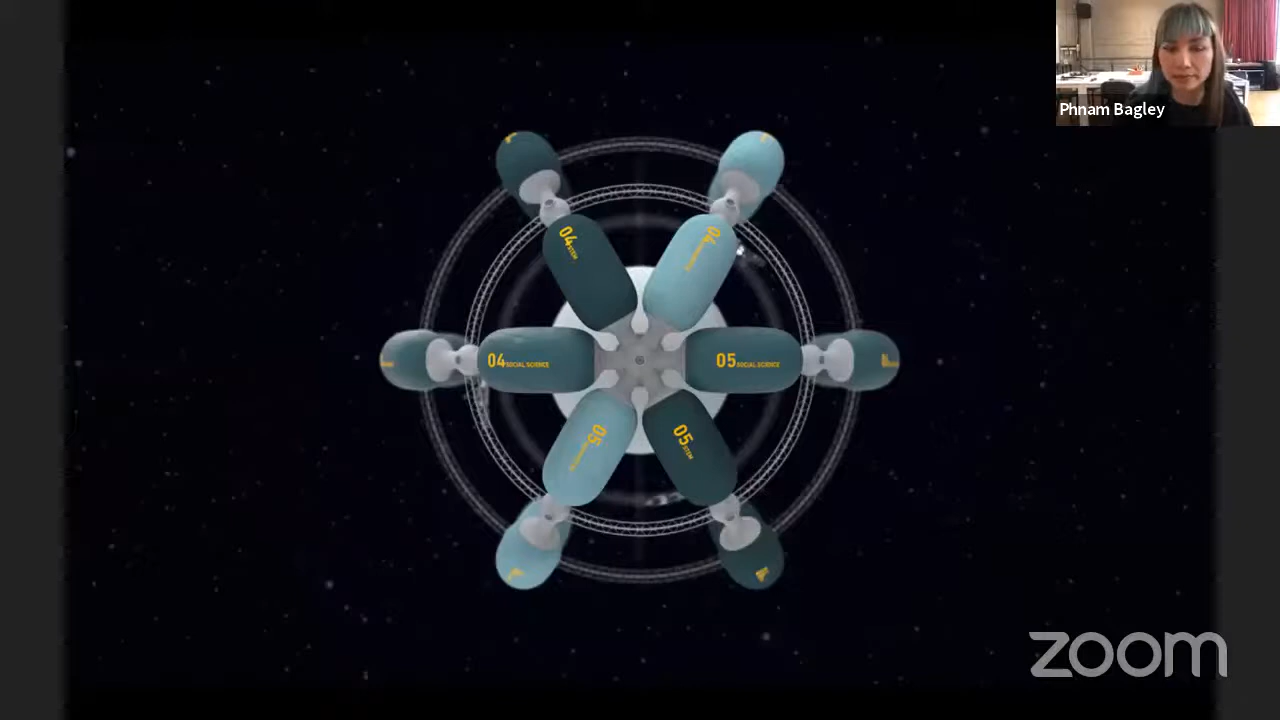 Phnam Bagley
04 STEM
04
04 SOCIAL SCIENCE
05 SOCIAL SCIENCE
05
05 STEM
zoom